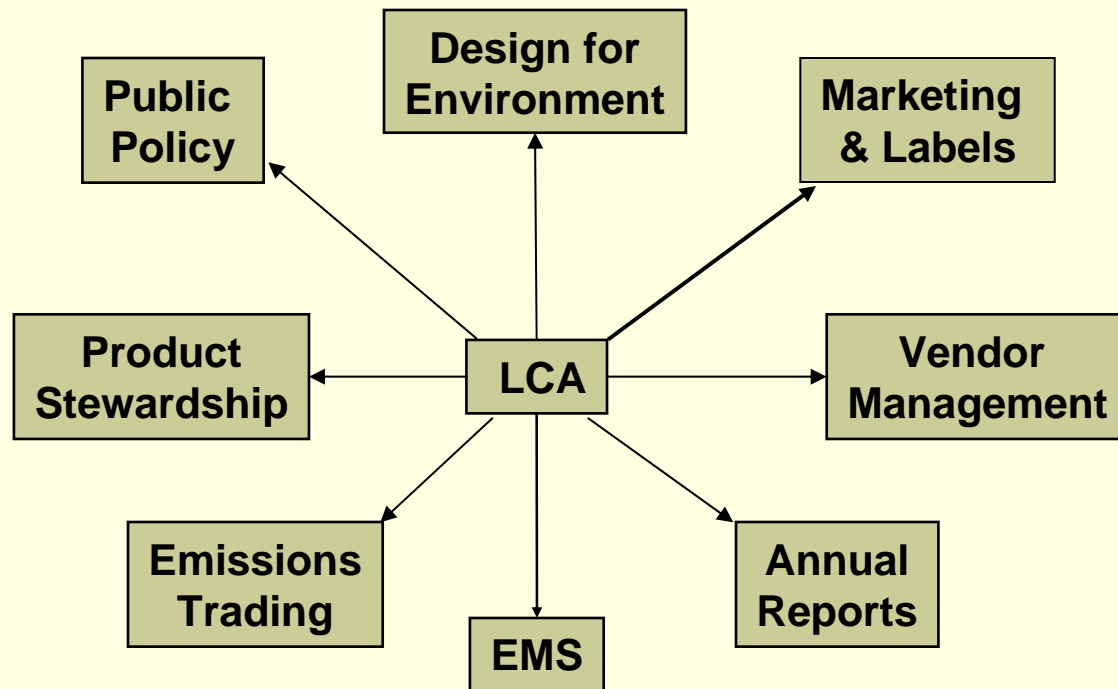 Design for
Environment
Public
Policy
Marketing
& Labels
Product
Stewardship
LCA
Vendor
Management
Emissions
Trading
Annual
Reports
EMS